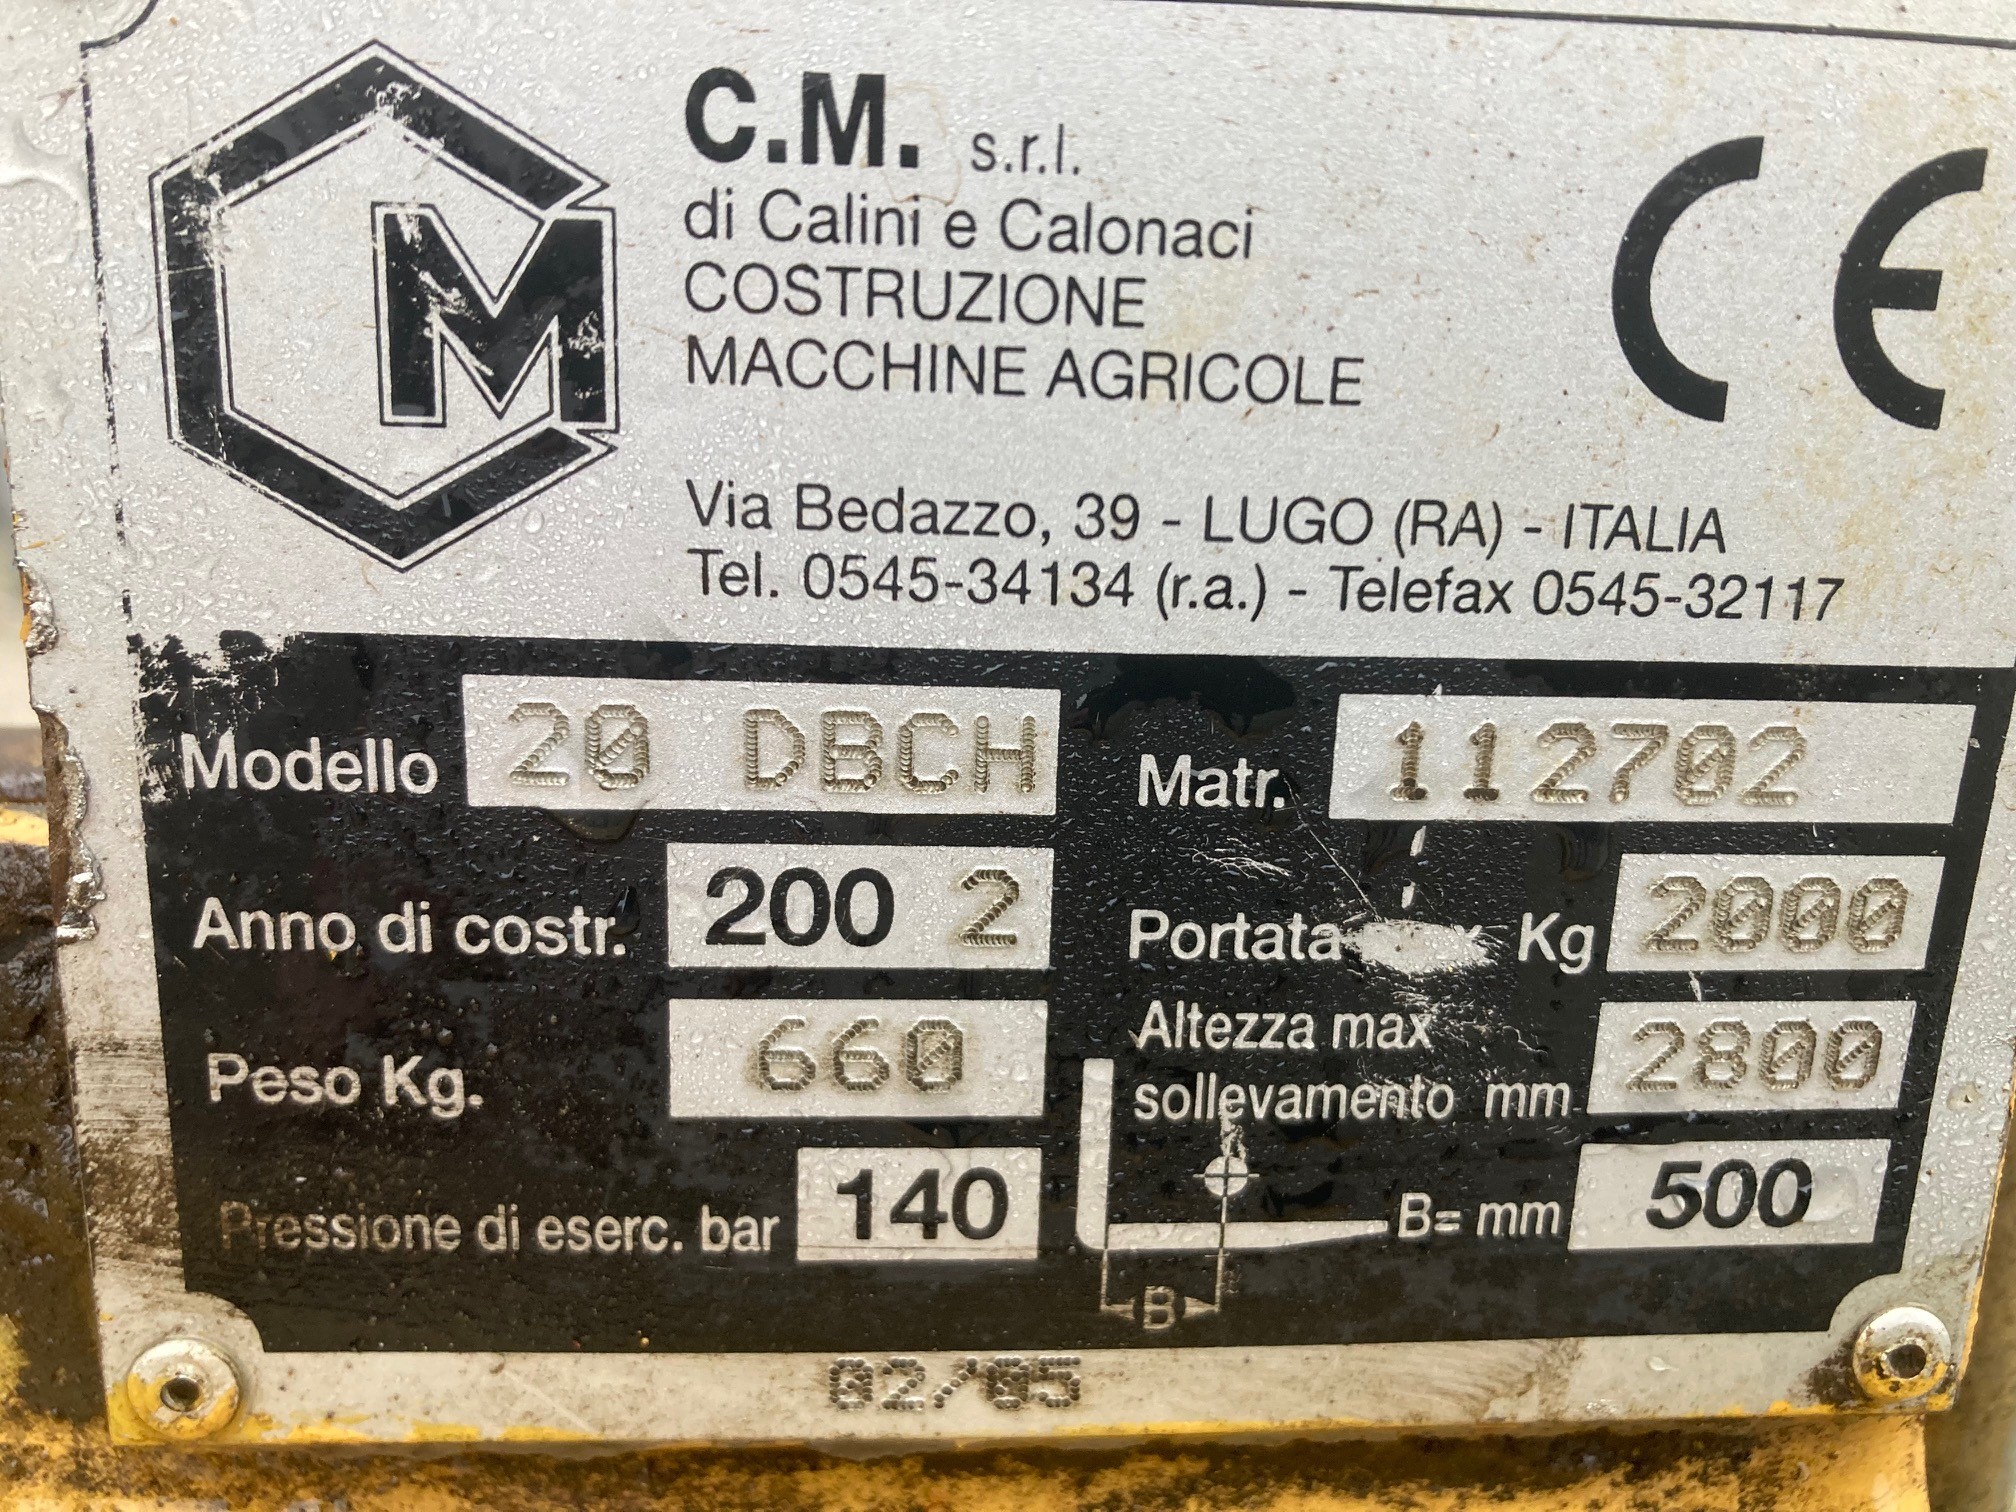 CM
C.M. s.r.l.
di Calini e Calonaci
COSTRUZIONE
MACCHINE AGRICOLE
CE
Via Bedazzo, 39 - LUGO (RA) - ITALIA
Tel. 0545-34134 (r.a.) - Telefax 0545-32117
Modello 20 DBCH
Matr. 112702
Anno di costr. 200 2
Portata Kg 2000
Peso Kg. 660
Altezza max
sollevamento mm 2800
Pressione di eserc. bar 140
B= mm 500
B
02/05